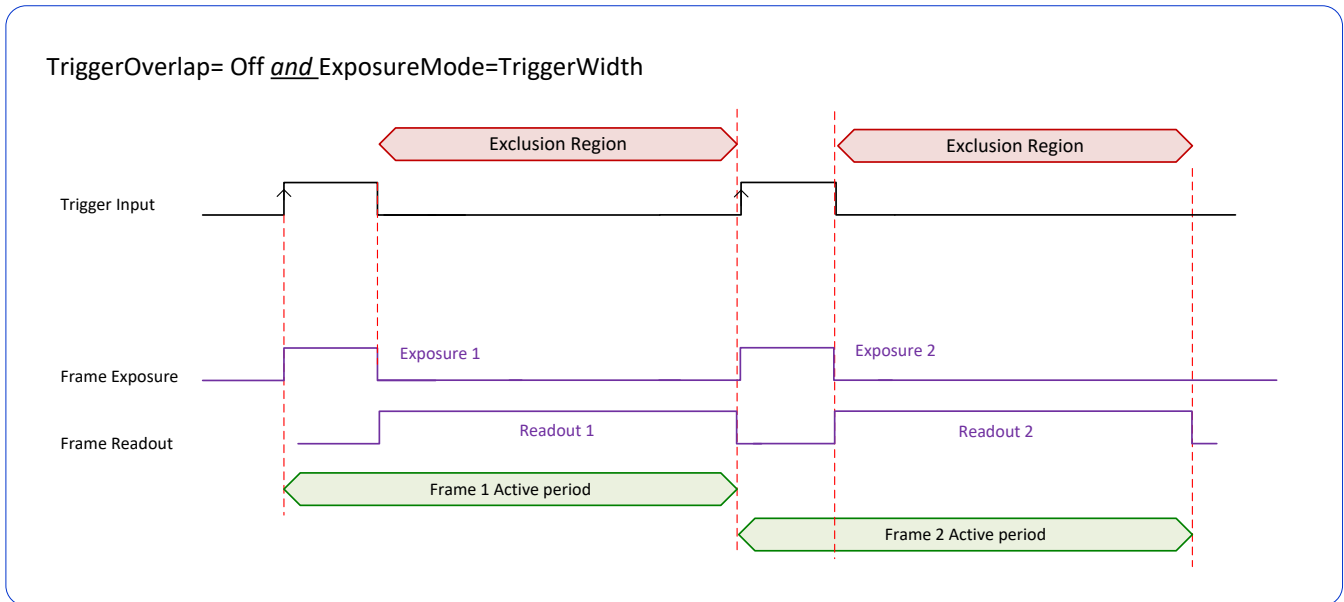 TriggerOverlap= Off and ExposureMode=TriggerWidth
Exclusion Region
Exclusion Region
Trigger Input
Exposure 1
Exposure 2
Frame Exposure
Frame Readout
Readout 1
Readout 2
Frame 1 Active period
Frame 2 Active period